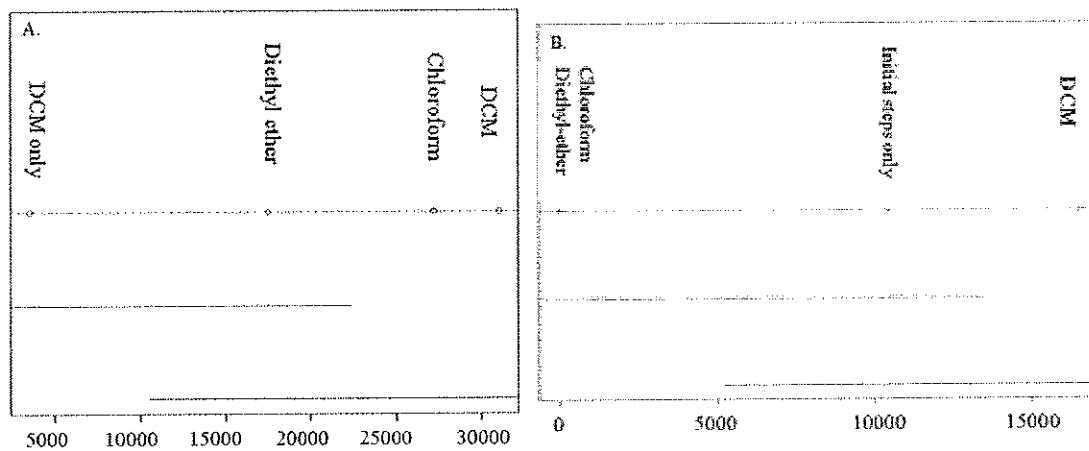 A.
DCM only
Diethyl ether
Chloroform
DCM
5000 10000 15000 20000 25000 30000
B.
Chloroform
Diethyl-ether
Initial steps only
DCM
0 5000 10000 15000